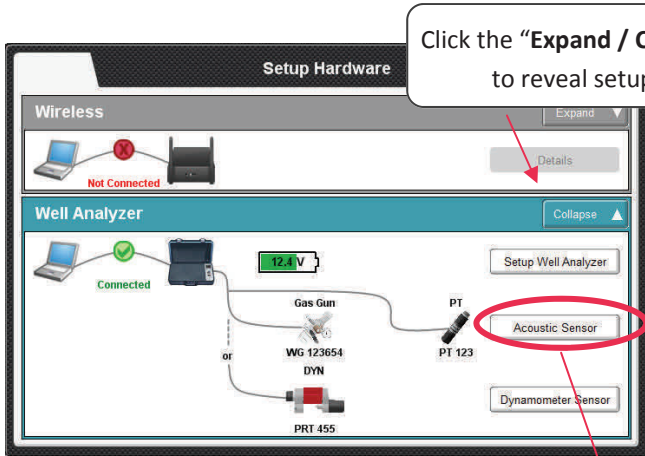 Click the “Expand / C
to reveal setup
Setup Hardware
Wireless
Expand
Not Connected
Details
Well Analyzer
Collapse
12.4 V
Setup Well Analyzer
Connected
Gas Gun
PT
Acoustic Sensor
or
WG 123654
PT 123
DYN
Dynamometer Sensor
PRT 455